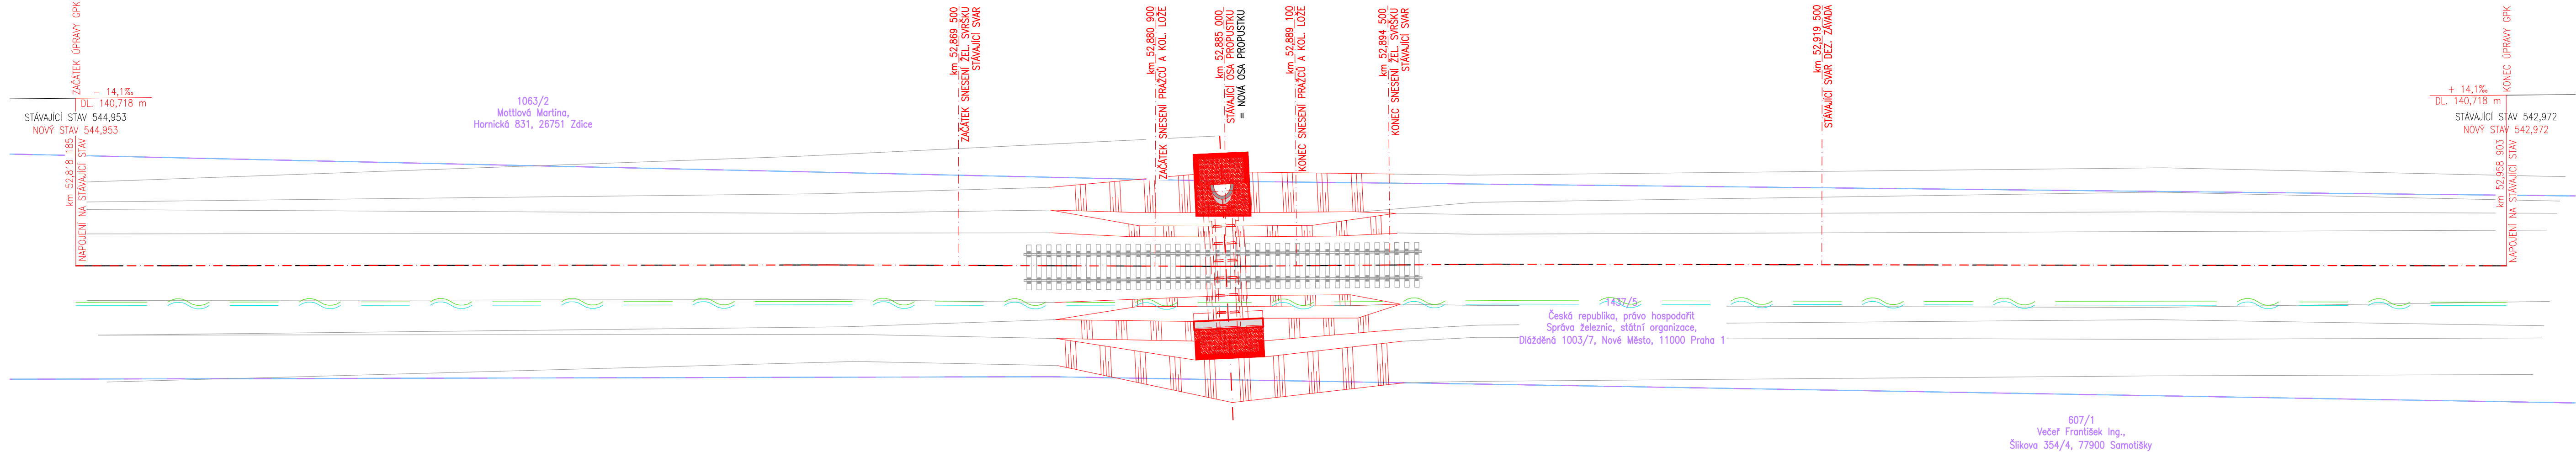 ZAČÁTEK ÚPRAVY GPK
– 14,1‰
DL. 140,718 m
STÁVAJÍCÍ STAV 544,953
NOVÝ STAV 544,953
km 52,818 185
NAPOJENÍ NA STÁVAJÍCÍ STAV
1063/2
Mottlová Martina,
Hornická 831, 26751 Zdice
km 52,869 500
ZAČÁTEK SNESENÍ ŽEL. SVRŠKU
STÁVAJÍCÍ SVAR
km 52,880 900
ZAČÁTEK SNESENÍ PRAŽCŮ A KOL. LOŽE
km 52,885 000
STÁVAJÍCÍ OSA PROPUSTKU
= NOVÁ OSA PROPUSTKU
km 52,889 100
KONEC SNESENÍ PRAŽCŮ A KOL. LOŽE
km 52,894 500
KONEC SNESENÍ ŽEL. SVRŠKU
STÁVAJÍCÍ SVAR
km 52,919 500
STÁVAJÍCÍ SVAR DEZ. ZÁVADA
KONEC ÚPRAVY GPK
+ 14,1‰
DL. 140,718 m
STÁVAJÍCÍ STAV 542,972
NOVÝ STAV 542,972
km 52,958 903
NAPOJENÍ NA STÁVAJÍCÍ STAV
1437/5
Česká republika, právo hospodařit
Správa železnic, státní organizace,
Dlážděná 1003/7, Nové Město, 11000 Praha 1
607/1
Večeř František Ing.,
Šlikova 354/4, 77900 Samotišky